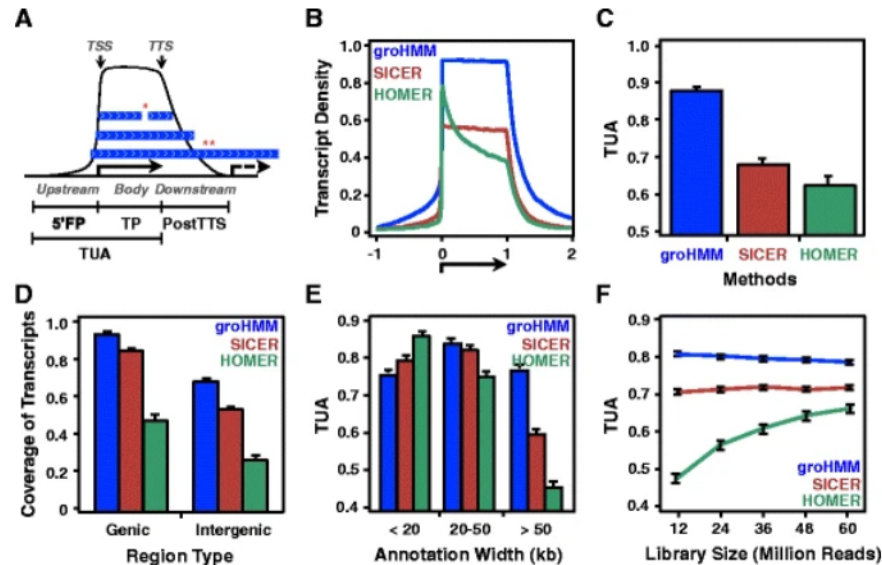 A
TSS TTS
*
**
Upstream Body Downstream
5'FP TP PostTTS
TUA
B
groHMM
SICER
HOMER
Transcript Density
1.0
0.8
0.6
0.4
0.2
0
-1 0 1 2
C
TUA
1.0
0.9
0.8
0.7
0.6
0.5
groHMM SICER HOMER
Methods
D
groHMM
SICER
HOMER
Coverage of Transcripts
1.0
0.8
0.6
0.4
0.2
0
Genic Intergenic
Region Type
E
groHMM
SICER
HOMER
TUA
0.9
0.8
0.7
0.6
0.5
0.4
< 20 20-50 > 50
Annotation Width (kb)
F
TUA
0.9
0.8
0.7
0.6
0.5
0.4
groHMM
SICER
HOMER
12 24 36 48 60
Library Size (Million Reads)